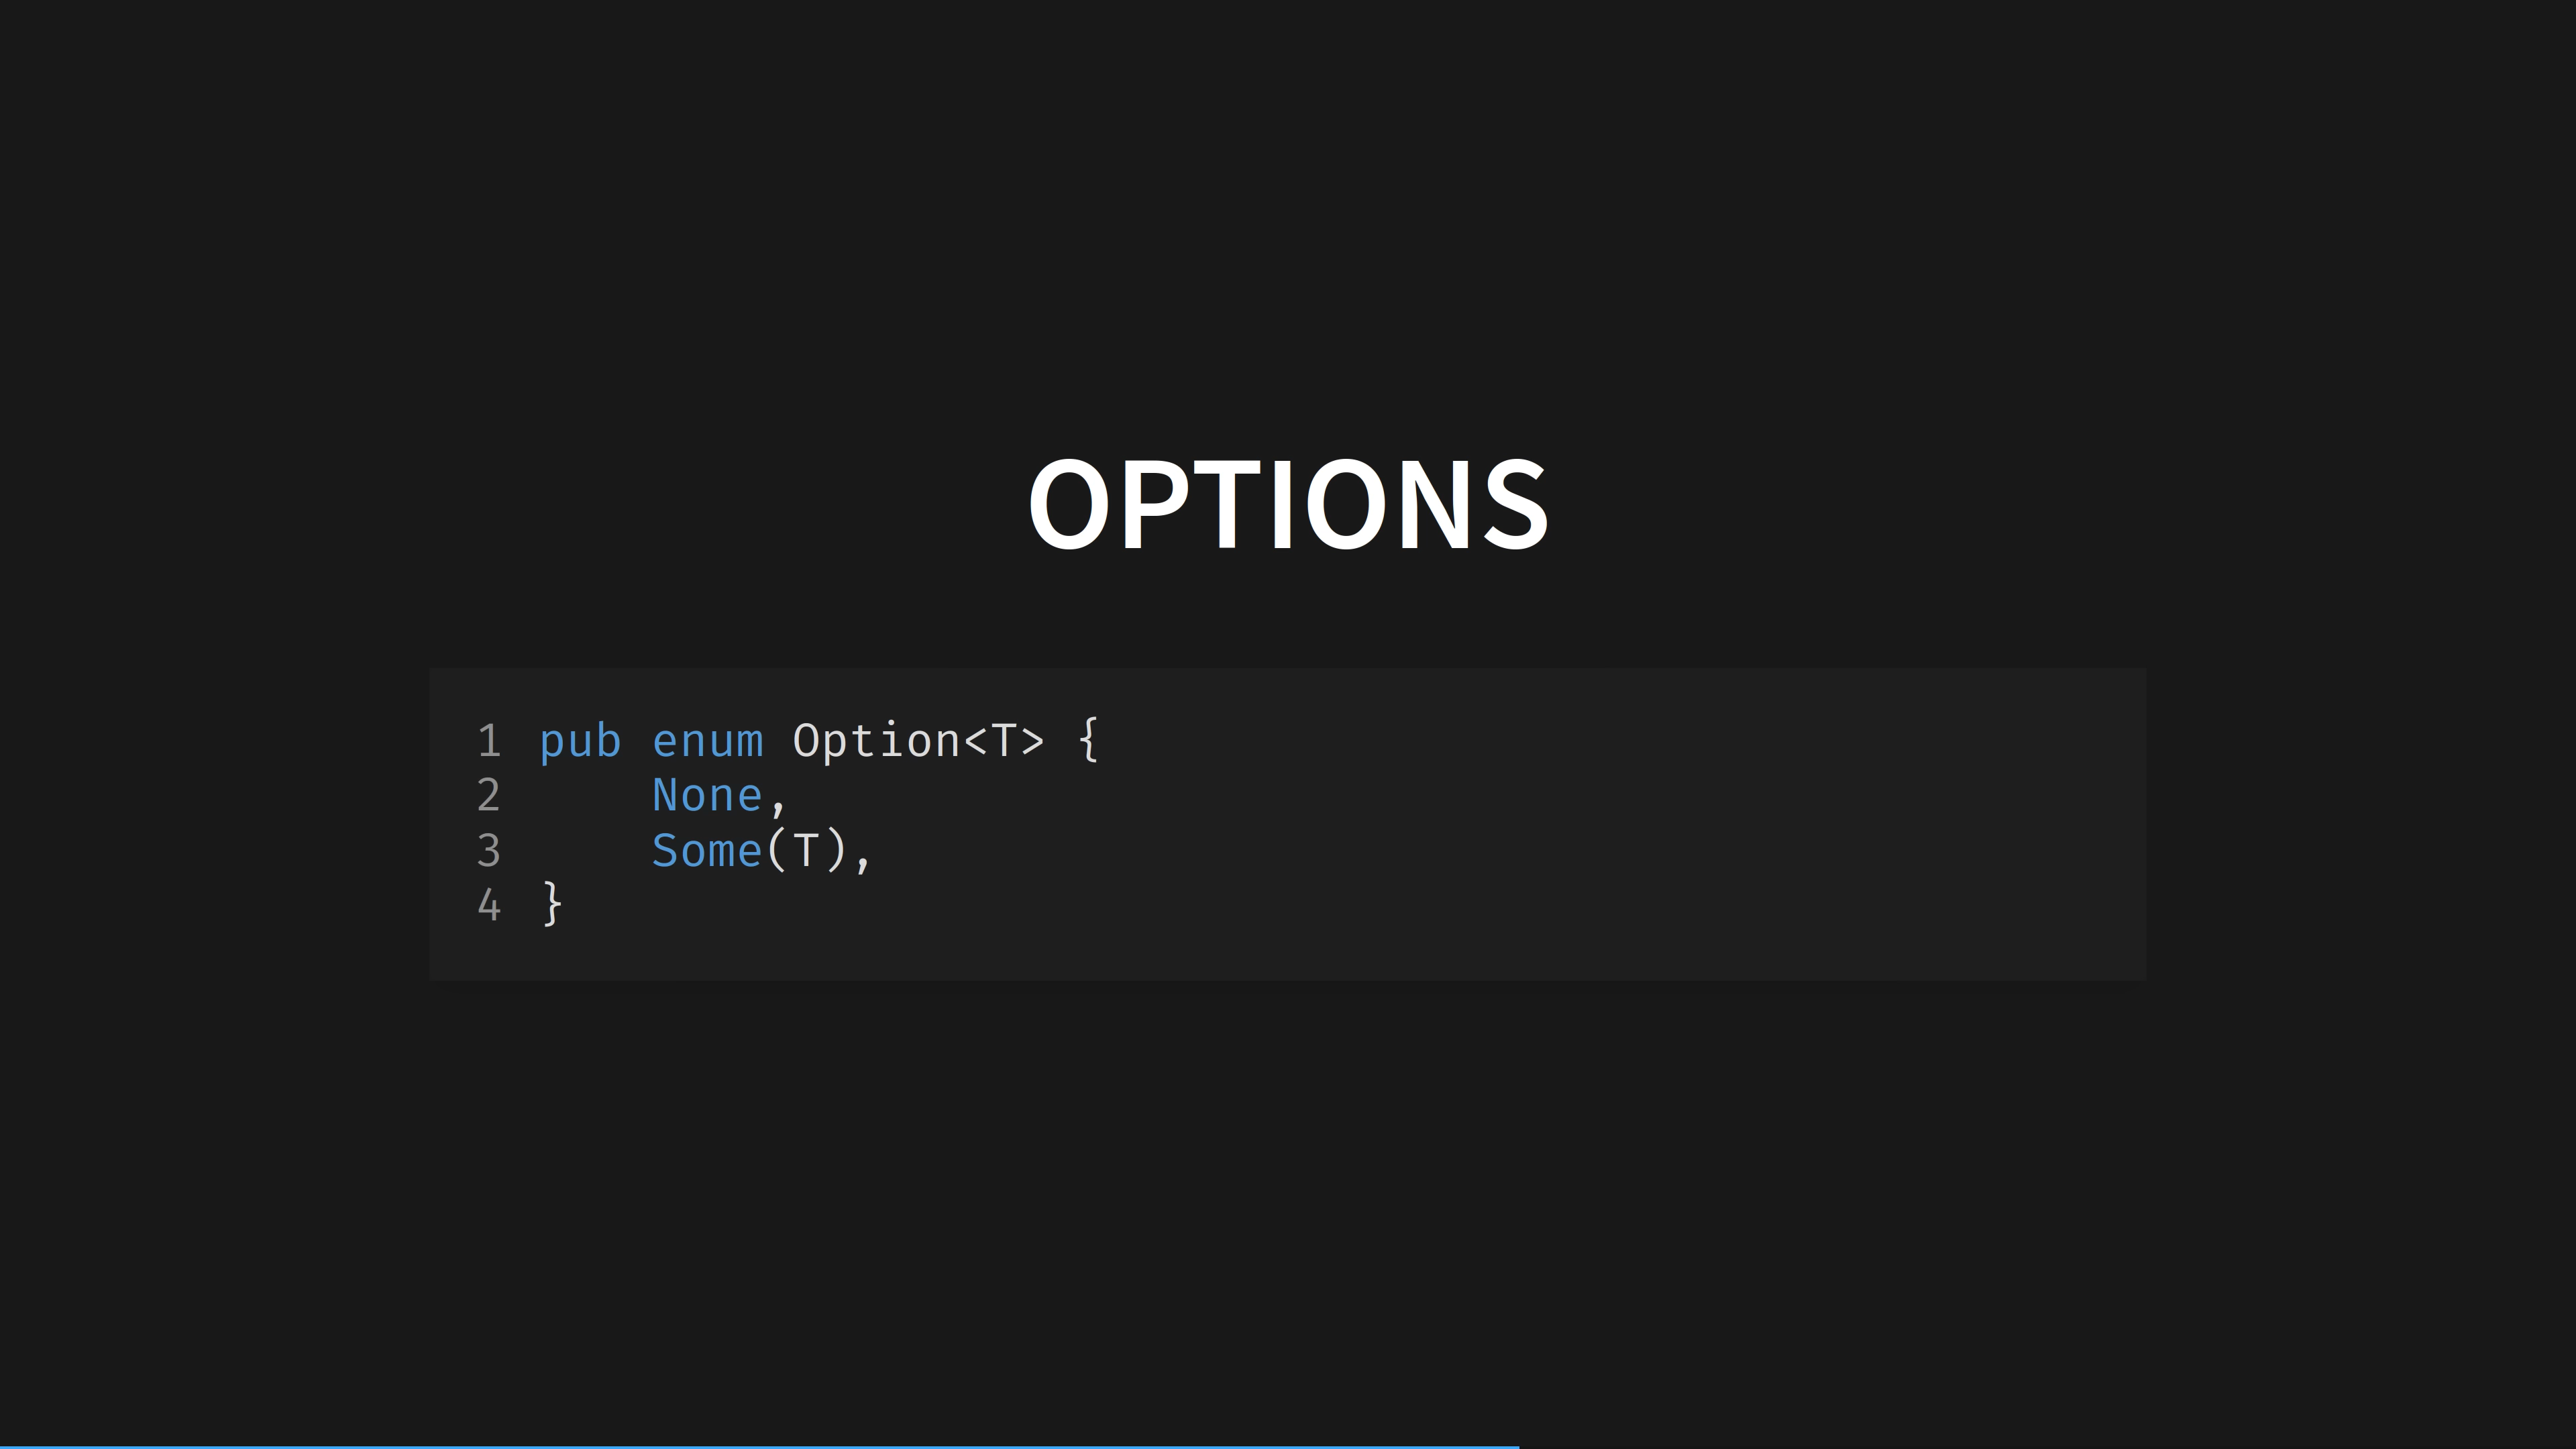 OPTIONS
1 pub enum Option<T> {
2     None,
3     Some(T),
4 }